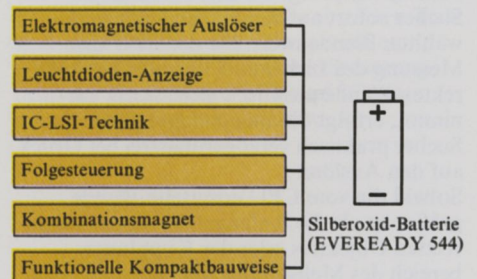 Elektromagnetischer Auslöser
Leuchtdioden-Anzeige
IC-LSI-Technik
Folgesteuerung
Kombinationsmagnet
Funktionelle Kompaktbauweise
+
−
Silberoxid-Batterie
(EVEREADY 544)